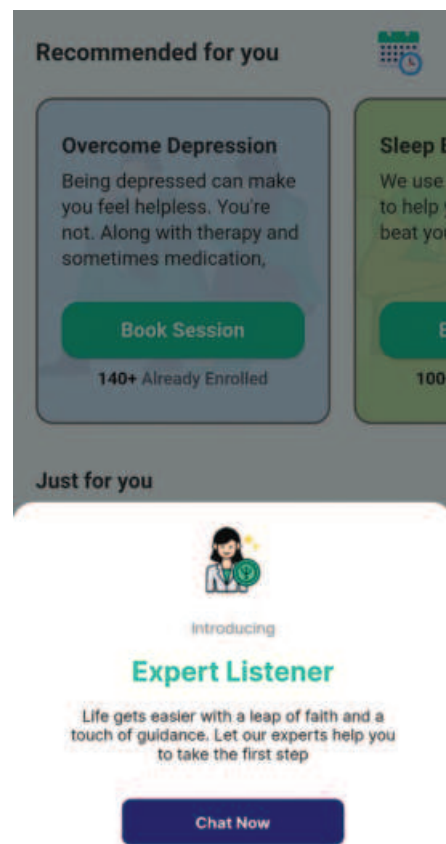 Recommended for you
Overcome Depression
Being depressed can make
you feel helpless. You're
not. Along with therapy and
sometimes medication,
Book Session
140+ Already Enrolled
Sleep
We use
to help
beat
100
Just for you
Introducing
Expert Listener
Life gets easier with a leap of faith and a
touch of guidance. Let our experts help you
to take the first step
Chat Now